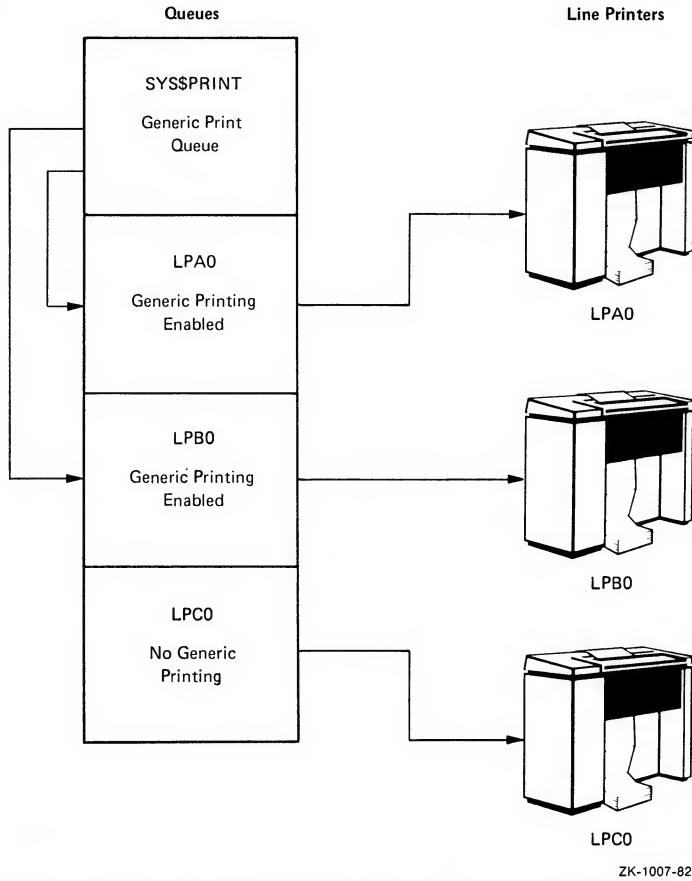 Queues
Line Printers
SYS$PRINT
Generic Print
Queue
LPA0
Generic Printing
Enabled
LPA0
LPB0
Generic Printing
Enabled
LPB0
LPC0
No Generic
Printing
LPC0
ZK-1007-82